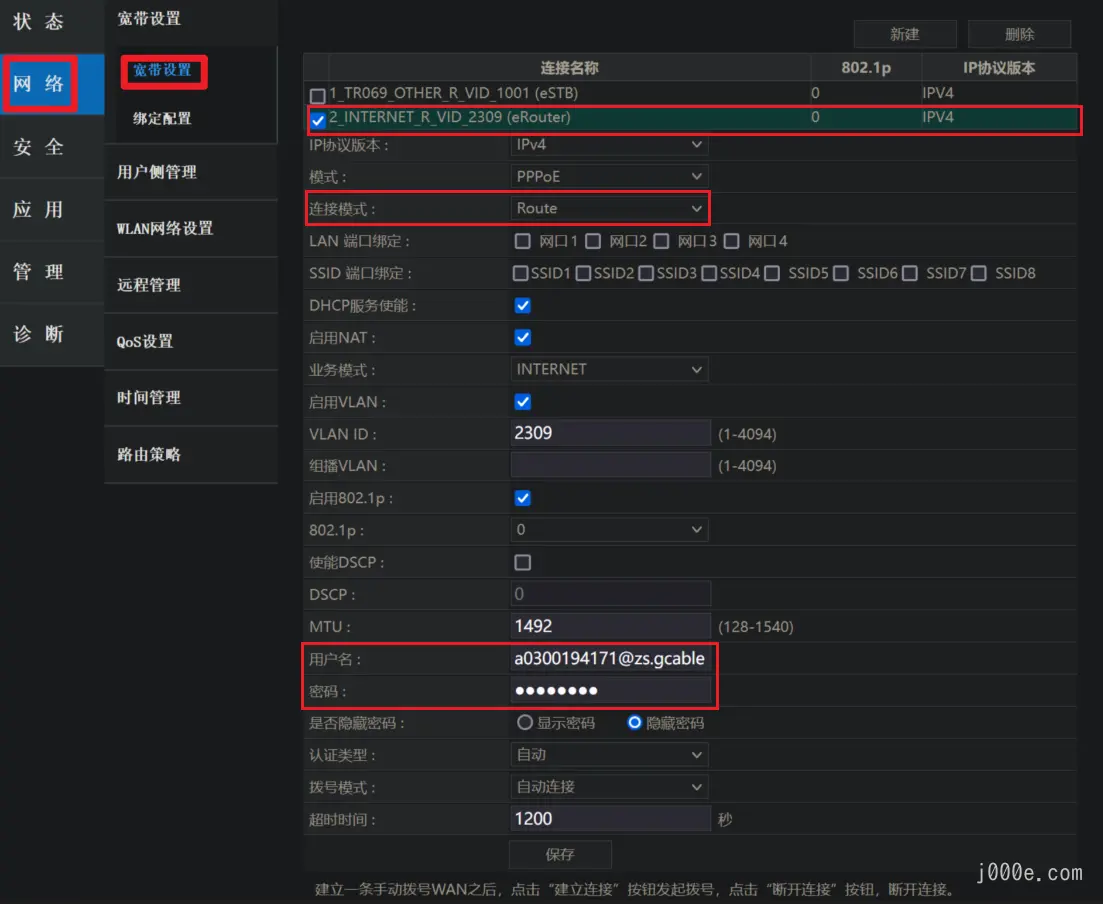 状 态
宽带设置
新建
删除
网 络
宽带设置
绑定配置
安 全
用户侧管理
应 用
WLAN网络设置
管 理
远程管理
诊 断
QoS设置
时间管理
路由策略
连接名称 802.1p IP协议版本
1_TR069_OTHER_R_VID_1001 (eSTB) 0 IPV4
2_INTERNET_R_VID_2309 (eRouter) 0 IPV4
IP协议版本 : IPv4
模式 : PPPoE
连接模式 : Route
LAN 端口绑定 : 网口1 网口2 网口3 网口4
SSID 端口绑定 : SSID1 SSID2 SSID3 SSID4 SSID5 SSID6 SSID7 SSID8
DHCP服务使能 :
启用NAT :
业务模式 : INTERNET
启用VLAN :
VLAN ID : 2309 (1-4094)
组播VLAN : (1-4094)
启用802.1p :
802.1p : 0
使能DSCP :
DSCP : 0
MTU : 1492 (128-1540)
用户名 : a0300194171@zs.gcable
密码 : ●●●●●●●●
是否隐藏密码 : 显示密码 隐藏密码
认证类型 : 自动
拨号模式 : 自动连接
超时时间 : 1200 秒
保存
建立一条手动拨号WAN之后，点击“建立连接”按钮发起拨号，点击“断开连接”按钮，断开连接。
j000e.com